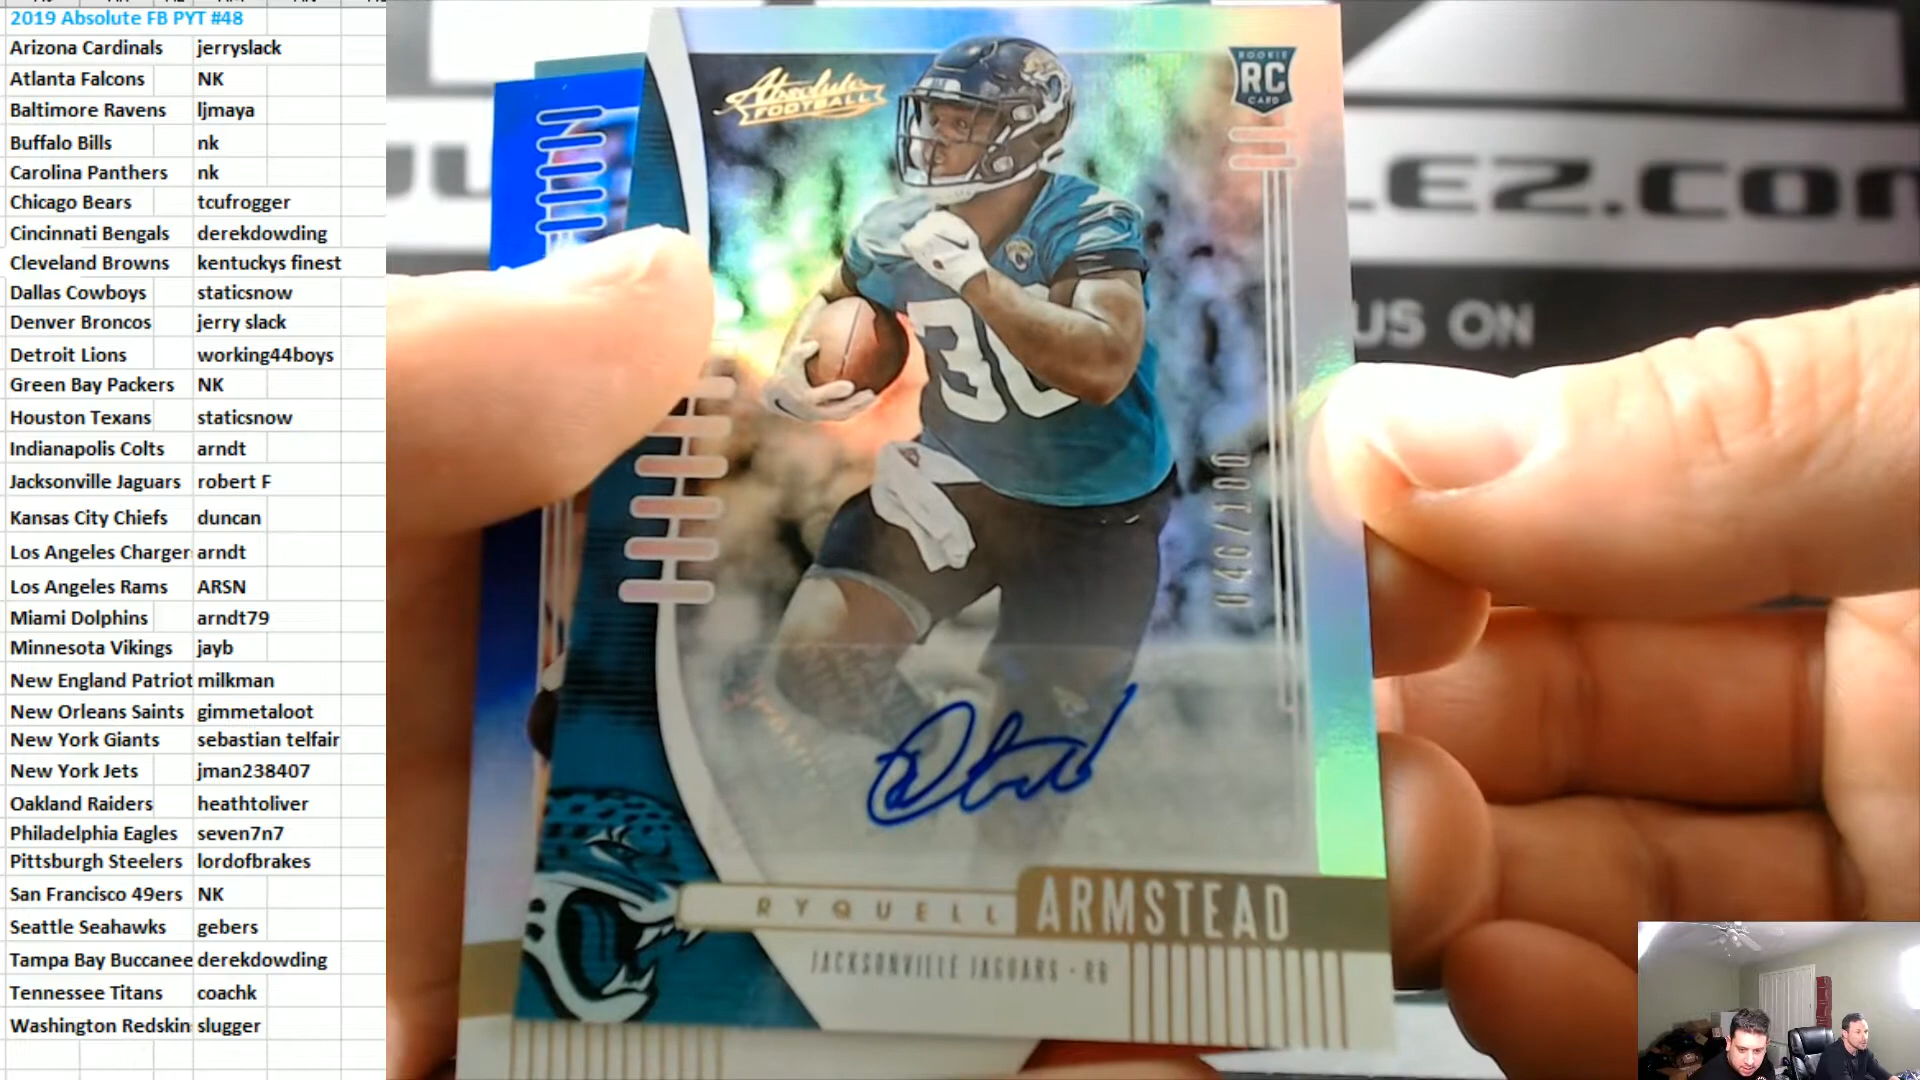 2019 Absolute FB PYT #48
Arizona Cardinals jerryslack
Atlanta Falcons NK
Baltimore Ravens ljmaya
Buffalo Bills nk
Carolina Panthers nk
Chicago Bears tcufrogger
Cincinnati Bengals derekdowding
Cleveland Browns kentuckys finest
Dallas Cowboys staticsnow
Denver Broncos jerry slack
Detroit Lions working44boys
Green Bay Packers NK
Houston Texans staticsnow
Indianapolis Colts arndt
Jacksonville Jaguars robert F
Kansas City Chiefs duncan
Los Angeles Charger arndt
Los Angeles Rams ARSN
Miami Dolphins arndt79
Minnesota Vikings jayb
New England Patriot milkman
New Orleans Saints gimmetaloot
New York Giants sebastian telfair
New York Jets jman238407
Oakland Raiders heathtoliver
Philadelphia Eagles seven7n7
Pittsburgh Steelers lordofbrakes
San Francisco 49ers NK
Seattle Seahawks gebers
Tampa Bay Buccanee derekdowding
Tennessee Titans coachk
Washington Redskin slugger
Absolute
FOOTBALL
ROOKIE
RC
CARD
30
046/100
RYQUELL ARMSTEAD
JACKSONVILLE JAGUARS · RB
LEZ.COM
US ON